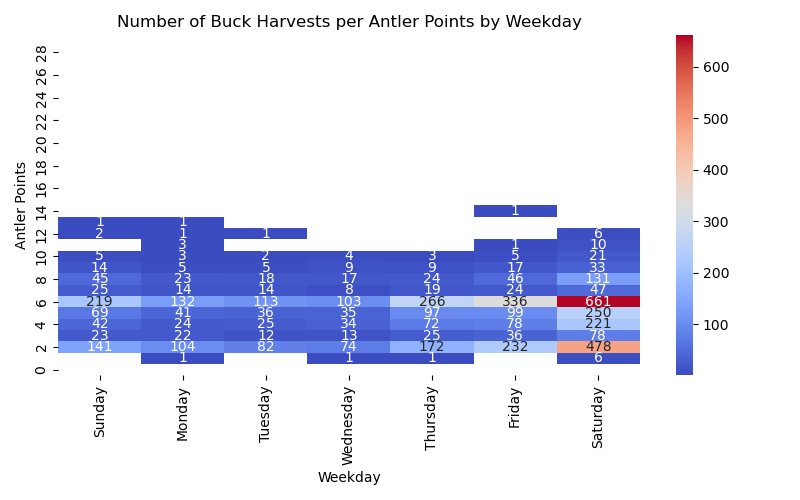 Number of Buck Harvests per Antler Points by Weekday
Antler Points
28
26
24
22
20
18
16
14
12
10
8
6
4
2
0
1
1 1
2 1 1 6
3 1 10
5 3 2 4 3 5 21
14 5 5 9 9 17 33
45 23 18 17 24 46 131
25 14 14 8 19 24 47
219 132 113 103 266 336 661
69 41 36 35 97 99 250
42 24 25 34 72 78 221
23 22 12 13 25 36 78
141 104 82 74 172 232 478
1 1 1 6
Sunday
Monday
Tuesday
Wednesday
Thursday
Friday
Saturday
Weekday
600
500
400
300
200
100